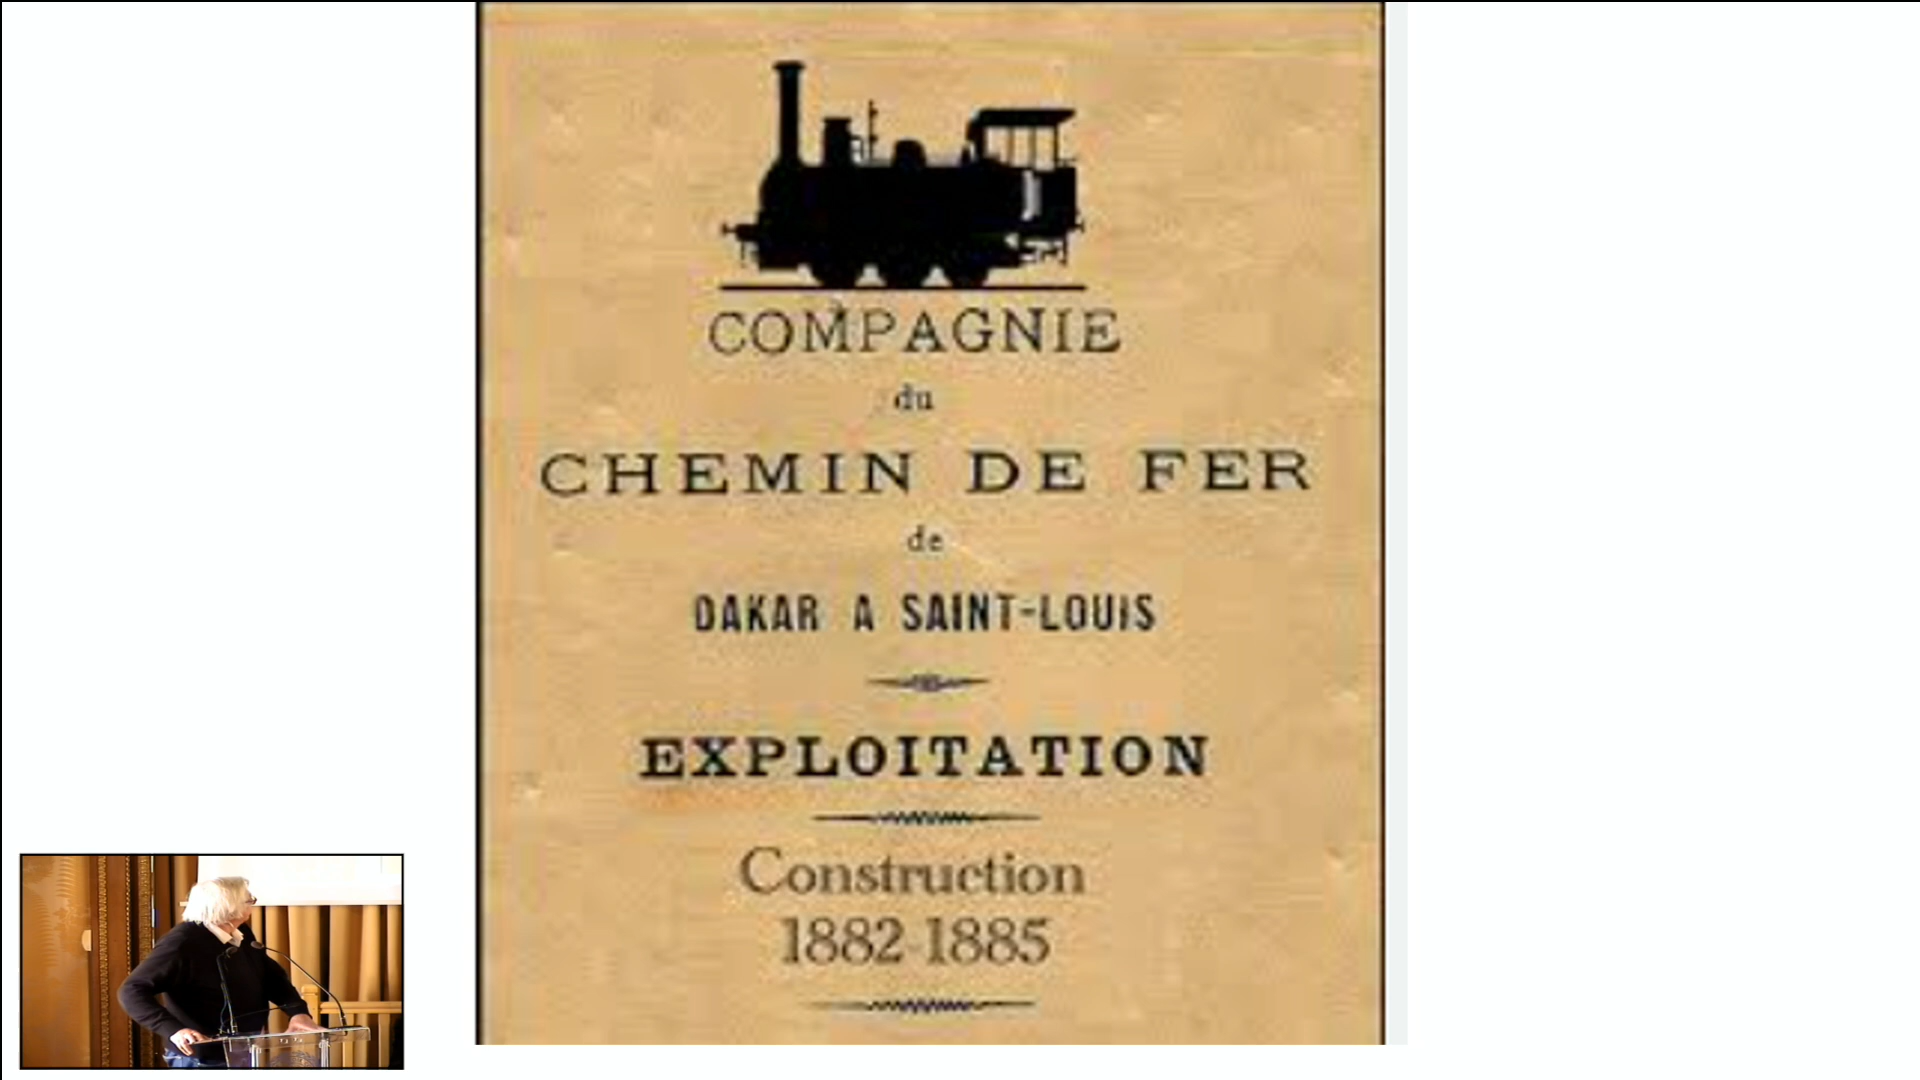 COMPAGNIE
du
CHEMIN DE FER
de
DAKAR A SAINT-LOUIS
EXPLOITATION
Construction
1882-1885